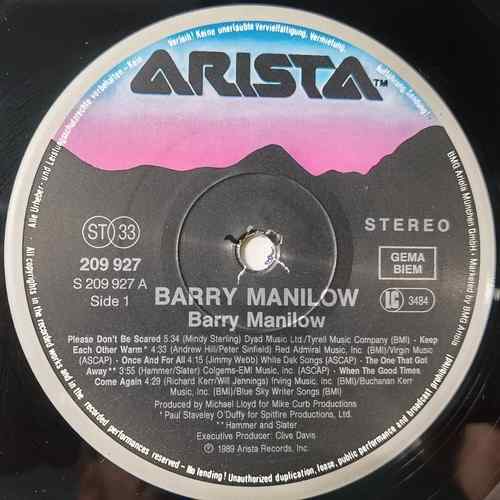 Alle Urheber- und Leistungsschutzrechte vorbehalten - Kein Verleih! Keine unerlaubte Vervielfältigung, Vermietung, Aufführung, Sendung!
ARISTA™
BMG Ariola München GmbH - Marketed by BMG Ariola
ST 33
STEREO
209 927
S 209 927 A
Side 1
GEMA
BIEM
LC 3484
BARRY MANILOW
Barry Manilow
Please Don't Be Scared 5:34 (Mindy Sterling) Dyad Music Ltd./Tyrell Music Company (BMI) - Keep
Each Other Warm* 4:33 (Andrew Hill/Peter Sinfield) Red Admiral Music, Inc. (BMI)/Virgin Music
(ASCAP) - Once And For All 4:15 (Jimmy Webb) White Oak Songs (ASCAP) - The One That Got
Away** 3:55 (Hammer/Slater) Colgems-EMI Music, Inc. (ASCAP) - When The Good Times
Come Again 4:29 (Richard Kerr/Will Jennings) Irving Music, Inc. (BMI)/Buchanan Kerr
Music, Inc. (BMI)/Blue Sky Writer Songs (BMI)
Produced by Michael Lloyd for Mike Curb Productions
*Paul Staveley O'Duffy for Spitfire Productions, Ltd.
**Hammer and Slater
Executive Producer: Clive Davis
℗ 1989 Arista Records, Inc.
All copyrights in the recorded works and in the record performances reserved - No lending! Unauthorized duplication, lease, public performance and broadcast prohibited